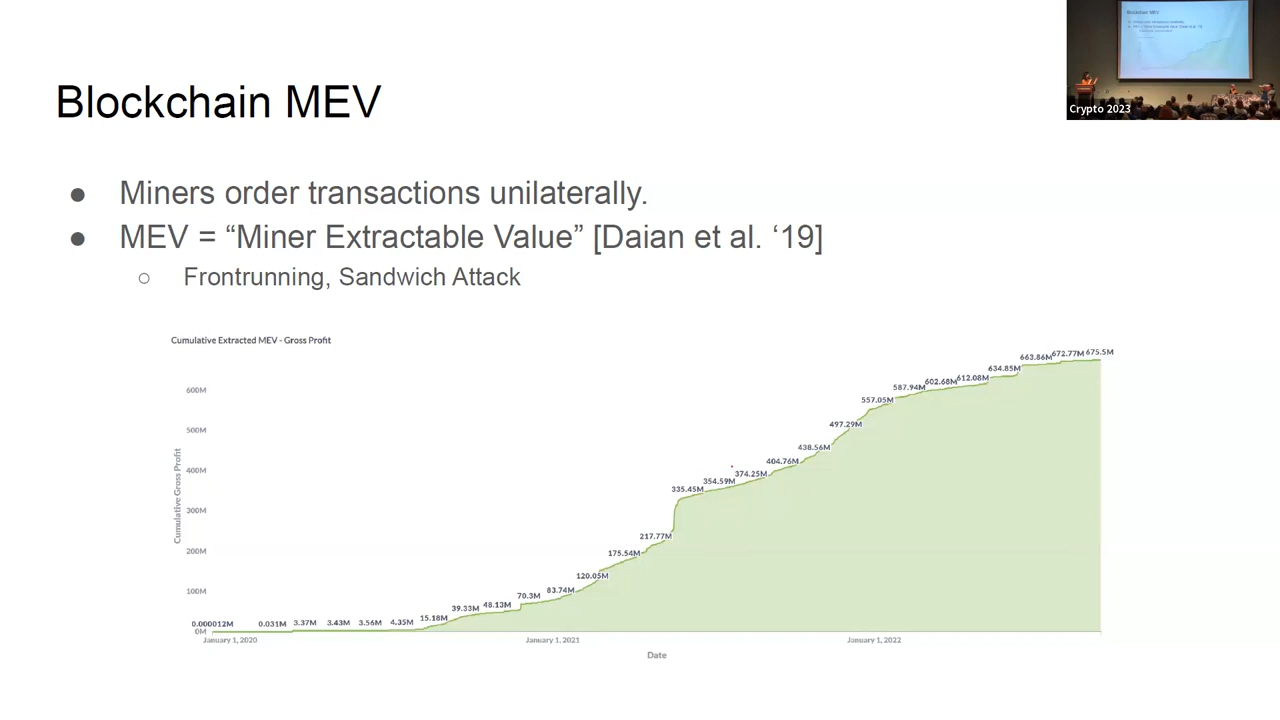 Blockchain MEV
Crypto 2023
● Miners order transactions unilaterally.
● MEV = “Miner Extractable Value” [Daian et al. ‘19]
○ Frontrunning, Sandwich Attack
Cumulative Extracted MEV - Gross Profit
Cumulative Gross Profit
600M
500M
400M
300M
200M
100M
0M
0.000012M
0.031M
3.37M
3.43M
3.56M
4.35M
15.18M
39.33M
48.13M
70.3M
83.74M
120.05M
175.54M
217.77M
335.45M
354.59M
374.25M
404.76M
438.56M
497.29M
557.05M
587.94M
602.68M
612.08M
634.85M
663.86M
672.77M
675.5M
January 1, 2020
January 1, 2021
January 1, 2022
Date